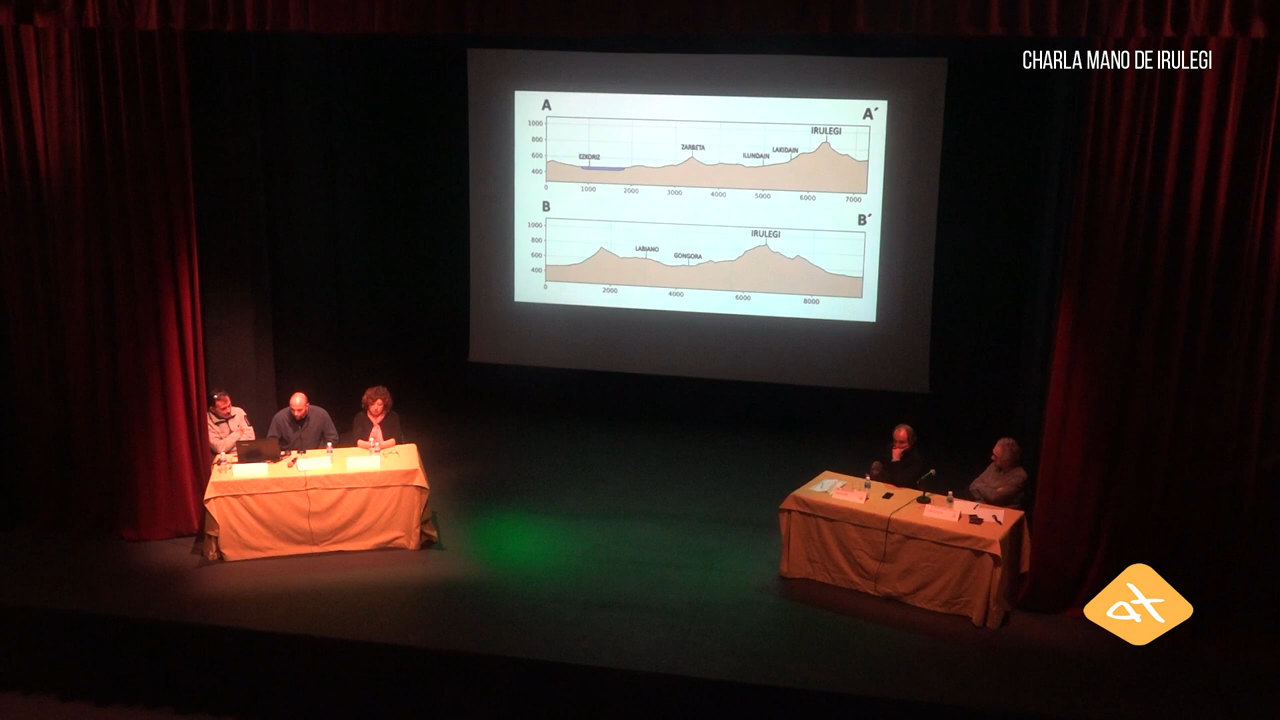 CHARLA MANO DE IRULEGI
A A´
IRULEGI
1000
800
600
400
EZKORIZ
ZARBETA
ILUNDAIN
LAKIDAIN
0 1000 2000 3000 4000 5000 6000 7000
B B´
IRULEGI
1000
800
600
400
LABIANO
GONGORA
0 2000 4000 6000 8000
ax